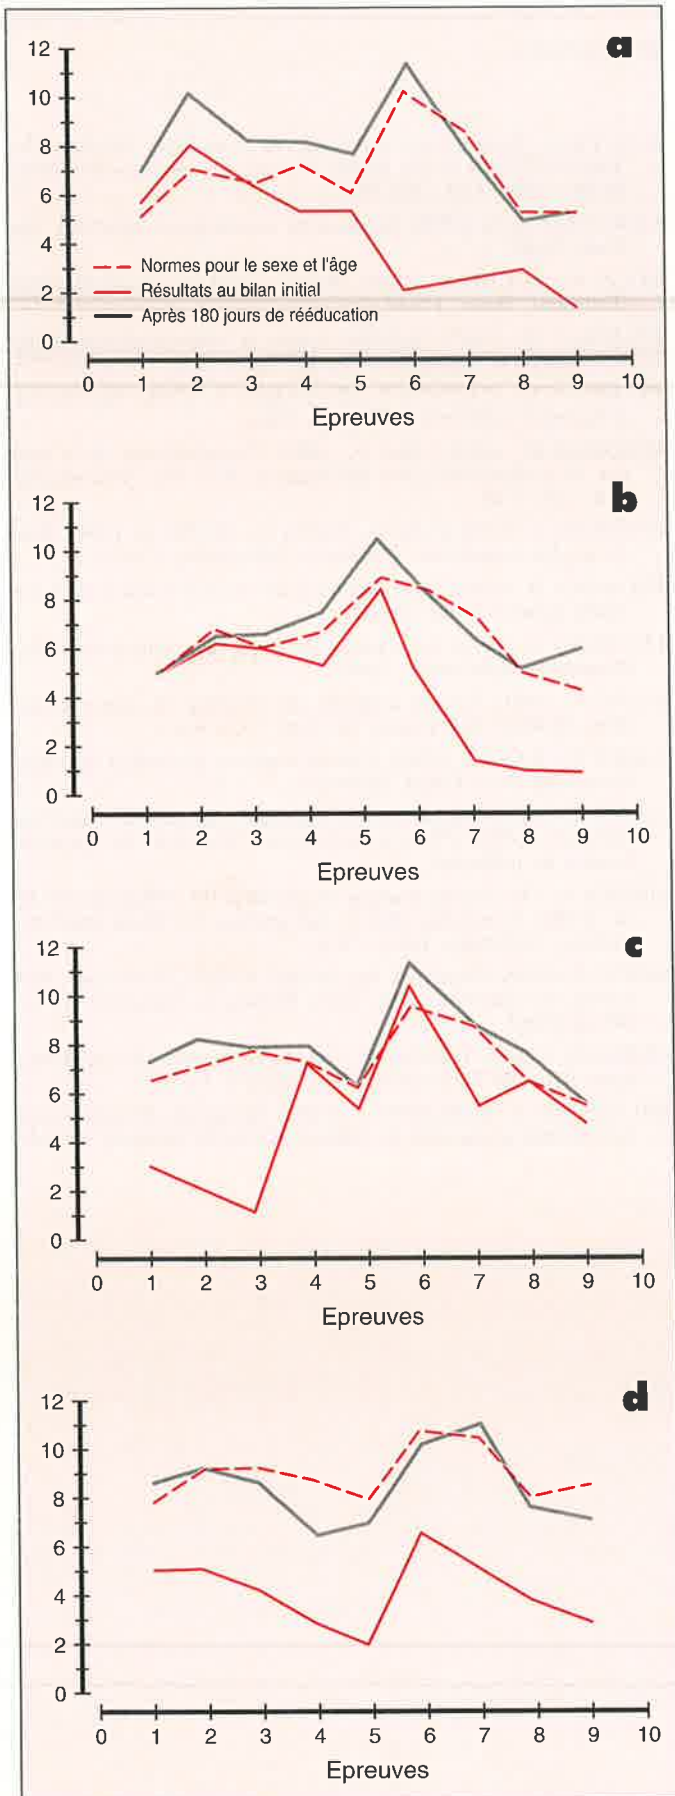 a
12
10
8
6
4
2
0
Normes pour le sexe et l'âge
Résultats au bilan initial
Après 180 jours de rééducation
0 1 2 3 4 5 6 7 8 9 10
Epreuves
b
12
10
8
6
4
2
0
0 1 2 3 4 5 6 7 8 9 10
Epreuves
c
12
10
8
6
4
2
0
0 1 2 3 4 5 6 7 8 9 10
Epreuves
d
12
10
8
6
4
2
0
0 1 2 3 4 5 6 7 8 9 10
Epreuves